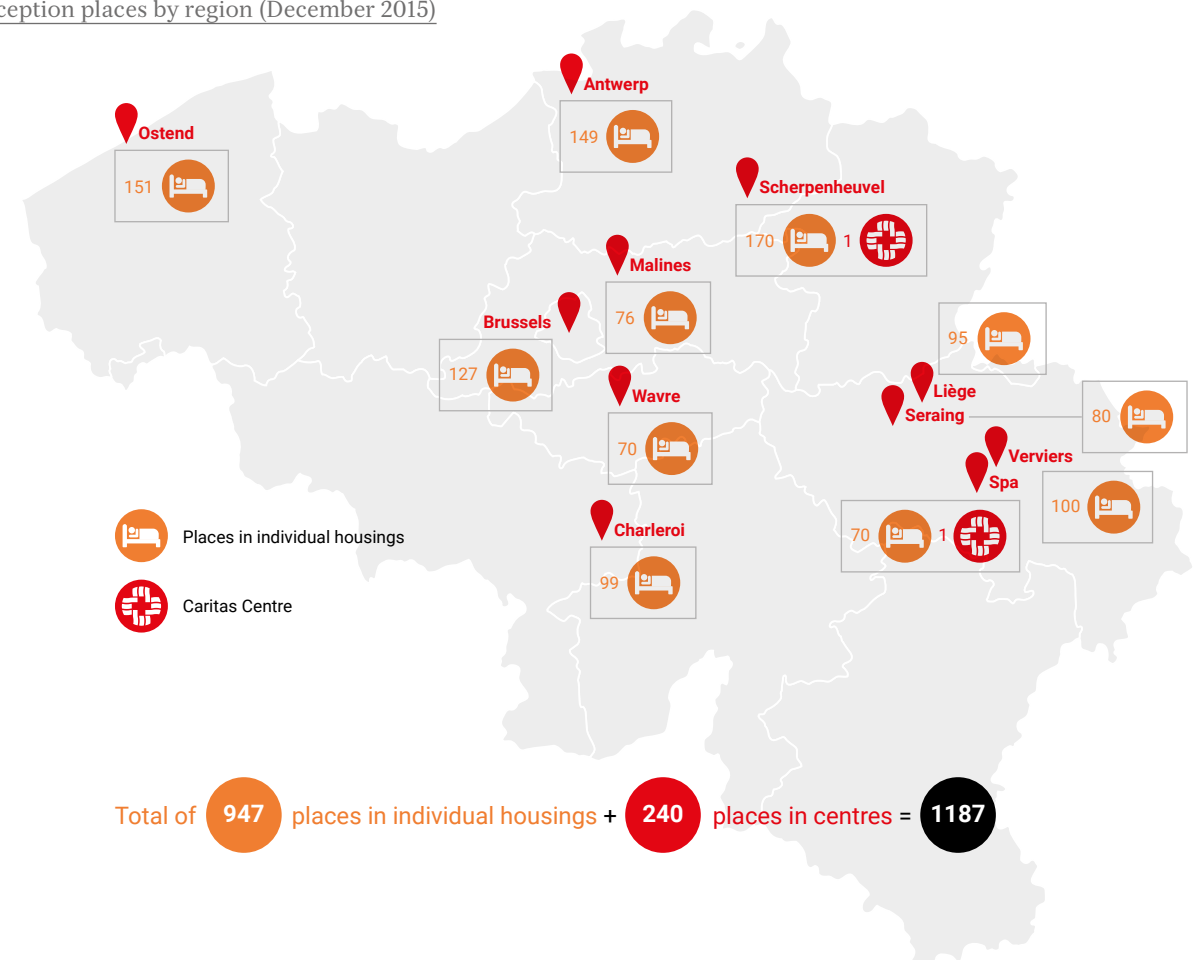 ception places by region (December 2015)
Antwerp
149
Ostend
151
Scherpenheuvel
170 1
Malines
76
Brussels
127
95
Liège
Seraing
80
Wavre
70
Verviers
100
Spa
70 1
Charleroi
99
Places in individual housings
Caritas Centre
Total of 947 places in individual housings + 240 places in centres = 1187